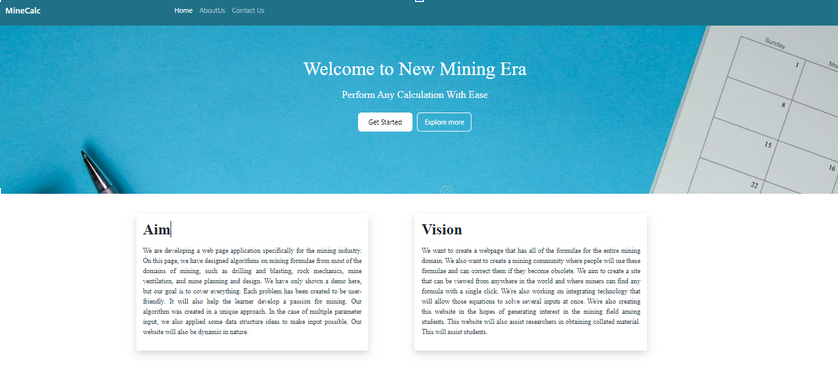 MineCalc
Home AboutUs Contact Us
Sunday
Mo
1
Welcome to New Mining Era
Perform Any Calculation With Ease
8
Get Started
Explore more
15
16
22
Aim
We are developing a web page application specifically for the mining industry.
On this page, we have designed algorithms on mining formulae from most of the
domains of mining, such as drilling and blasting, rock mechanics, mine
ventilation, and mine planning and design. We have only shown a demo here,
but our goal is to cover everything. Each problem has been created to be user-
friendly. It will also help the learner develop a passion for mining. Our
algorithm was created in a unique approach. In the case of multiple parameter
input, we also applied some data structure ideas to make input possible. Our
website will also be dynamic in nature.
Vision
We want to create a webpage that has all of the formulae for the entire mining
domain. We also want to create a mining community where people will use these
formulae and can correct them if they become obsolete. We aim to create a site
that can be viewed from anywhere in the world and where miners can find any
formula with a single click. We're also working on integrating technology that
will allow those equations to solve several inputs at once. We're also creating
this website in the hopes of generating interest in the mining field among
students. This website will also assist researchers in obtaining collated material.
This will assist students.